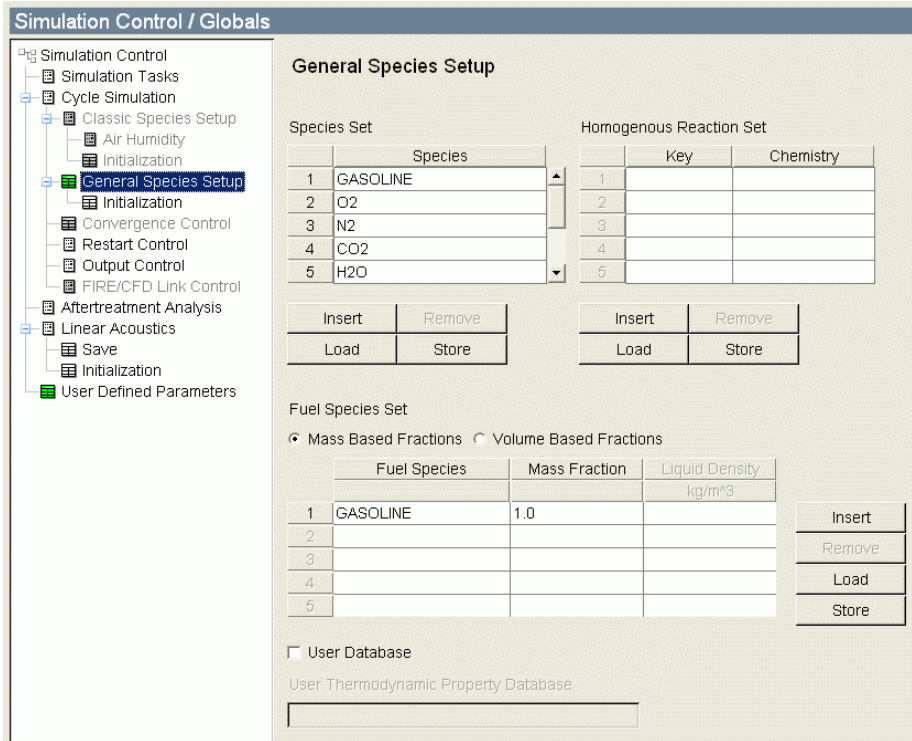 Simulation Control / Globals
Simulation Control
Simulation Tasks
Cycle Simulation
Classic Species Setup
Air Humidity
Initialization
General Species Setup
Initialization
Convergence Control
Restart Control
Output Control
FIRE/CFD Link Control
Aftertreatment Analysis
Linear Acoustics
Save
Initialization
User Defined Parameters
General Species Setup
Species Set
Species
1 GASOLINE
2 O2
3 N2
4 CO2
5 H2O
Insert Remove
Load Store
Homogenous Reaction Set
Key Chemistry
1
2
3
4
5
Insert Remove
Load Store
Fuel Species Set
Mass Based Fractions Volume Based Fractions
Fuel Species Mass Fraction Liquid Density
kg/m^3
1 GASOLINE 1.0
2
3
4
5
Insert
Remove
Load
Store
User Database
User Thermodynamic Property Database